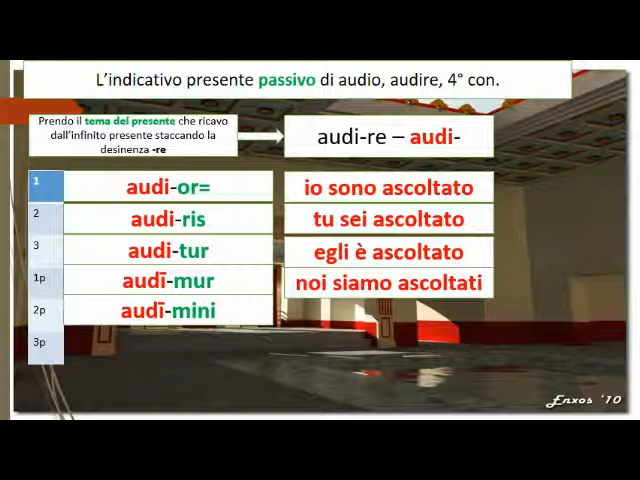 L'indicativo presente passivo di audio, audire, 4° con.
Prendo il tema del presente che ricavo
dall'infinito presente staccando la
desinenza -re
audi-re – audi-
1 audi-or= io sono ascoltato
2 audi-ris tu sei ascoltato
3 audi-tur egli è ascoltato
1p audī-mur noi siamo ascoltati
2p audī-mini
3p
Enxos '10